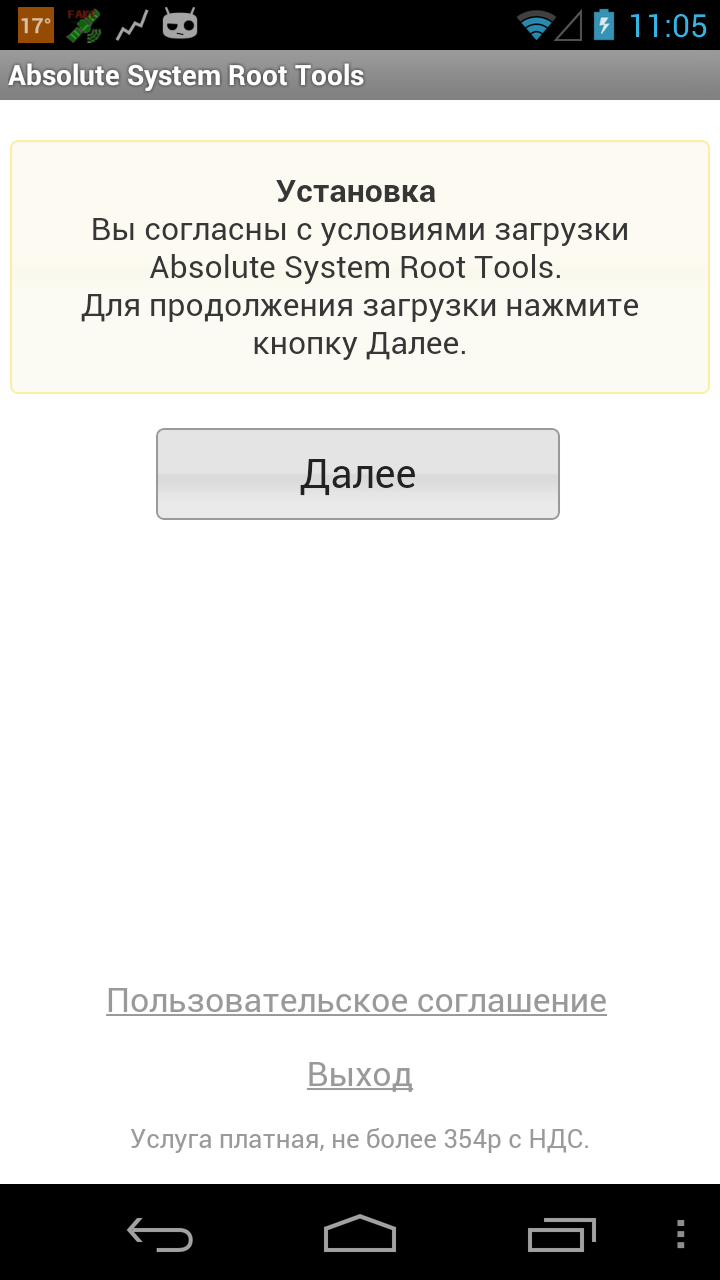 17°
FAKE
11:05
Absolute System Root Tools
Установка
Вы согласны с условиями загрузки
Absolute System Root Tools.
Для продолжения загрузки нажмите
кнопку Далее.
Далее
Пользовательское соглашение
Выход
Услуга платная, не более 354р с НДС.